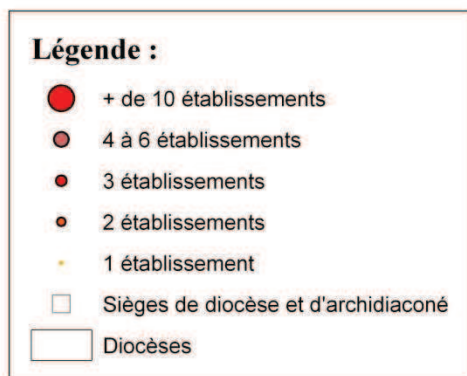 Légende :
+ de 10 établissements
4 à 6 établissements
3 établissements
2 établissements
1 établissement
Sièges de diocèse et d'archidiaconé
Diocèses